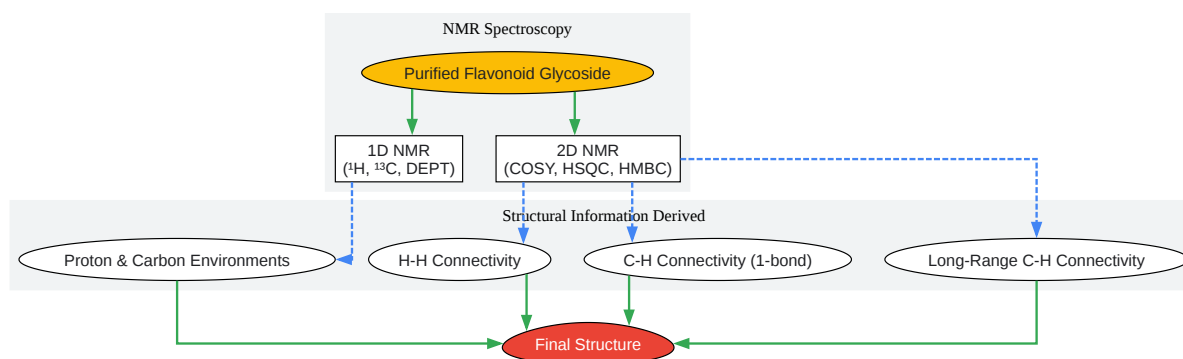 NMR Spectroscopy
Purified Flavonoid Glycoside
1D NMR
(¹H, ¹³C, DEPT)
2D NMR
(COSY, HSQC, HMBC)
Structural Information Derived
Proton & Carbon Environments
H-H Connectivity
C-H Connectivity (1-bond)
Long-Range C-H Connectivity
Final Structure